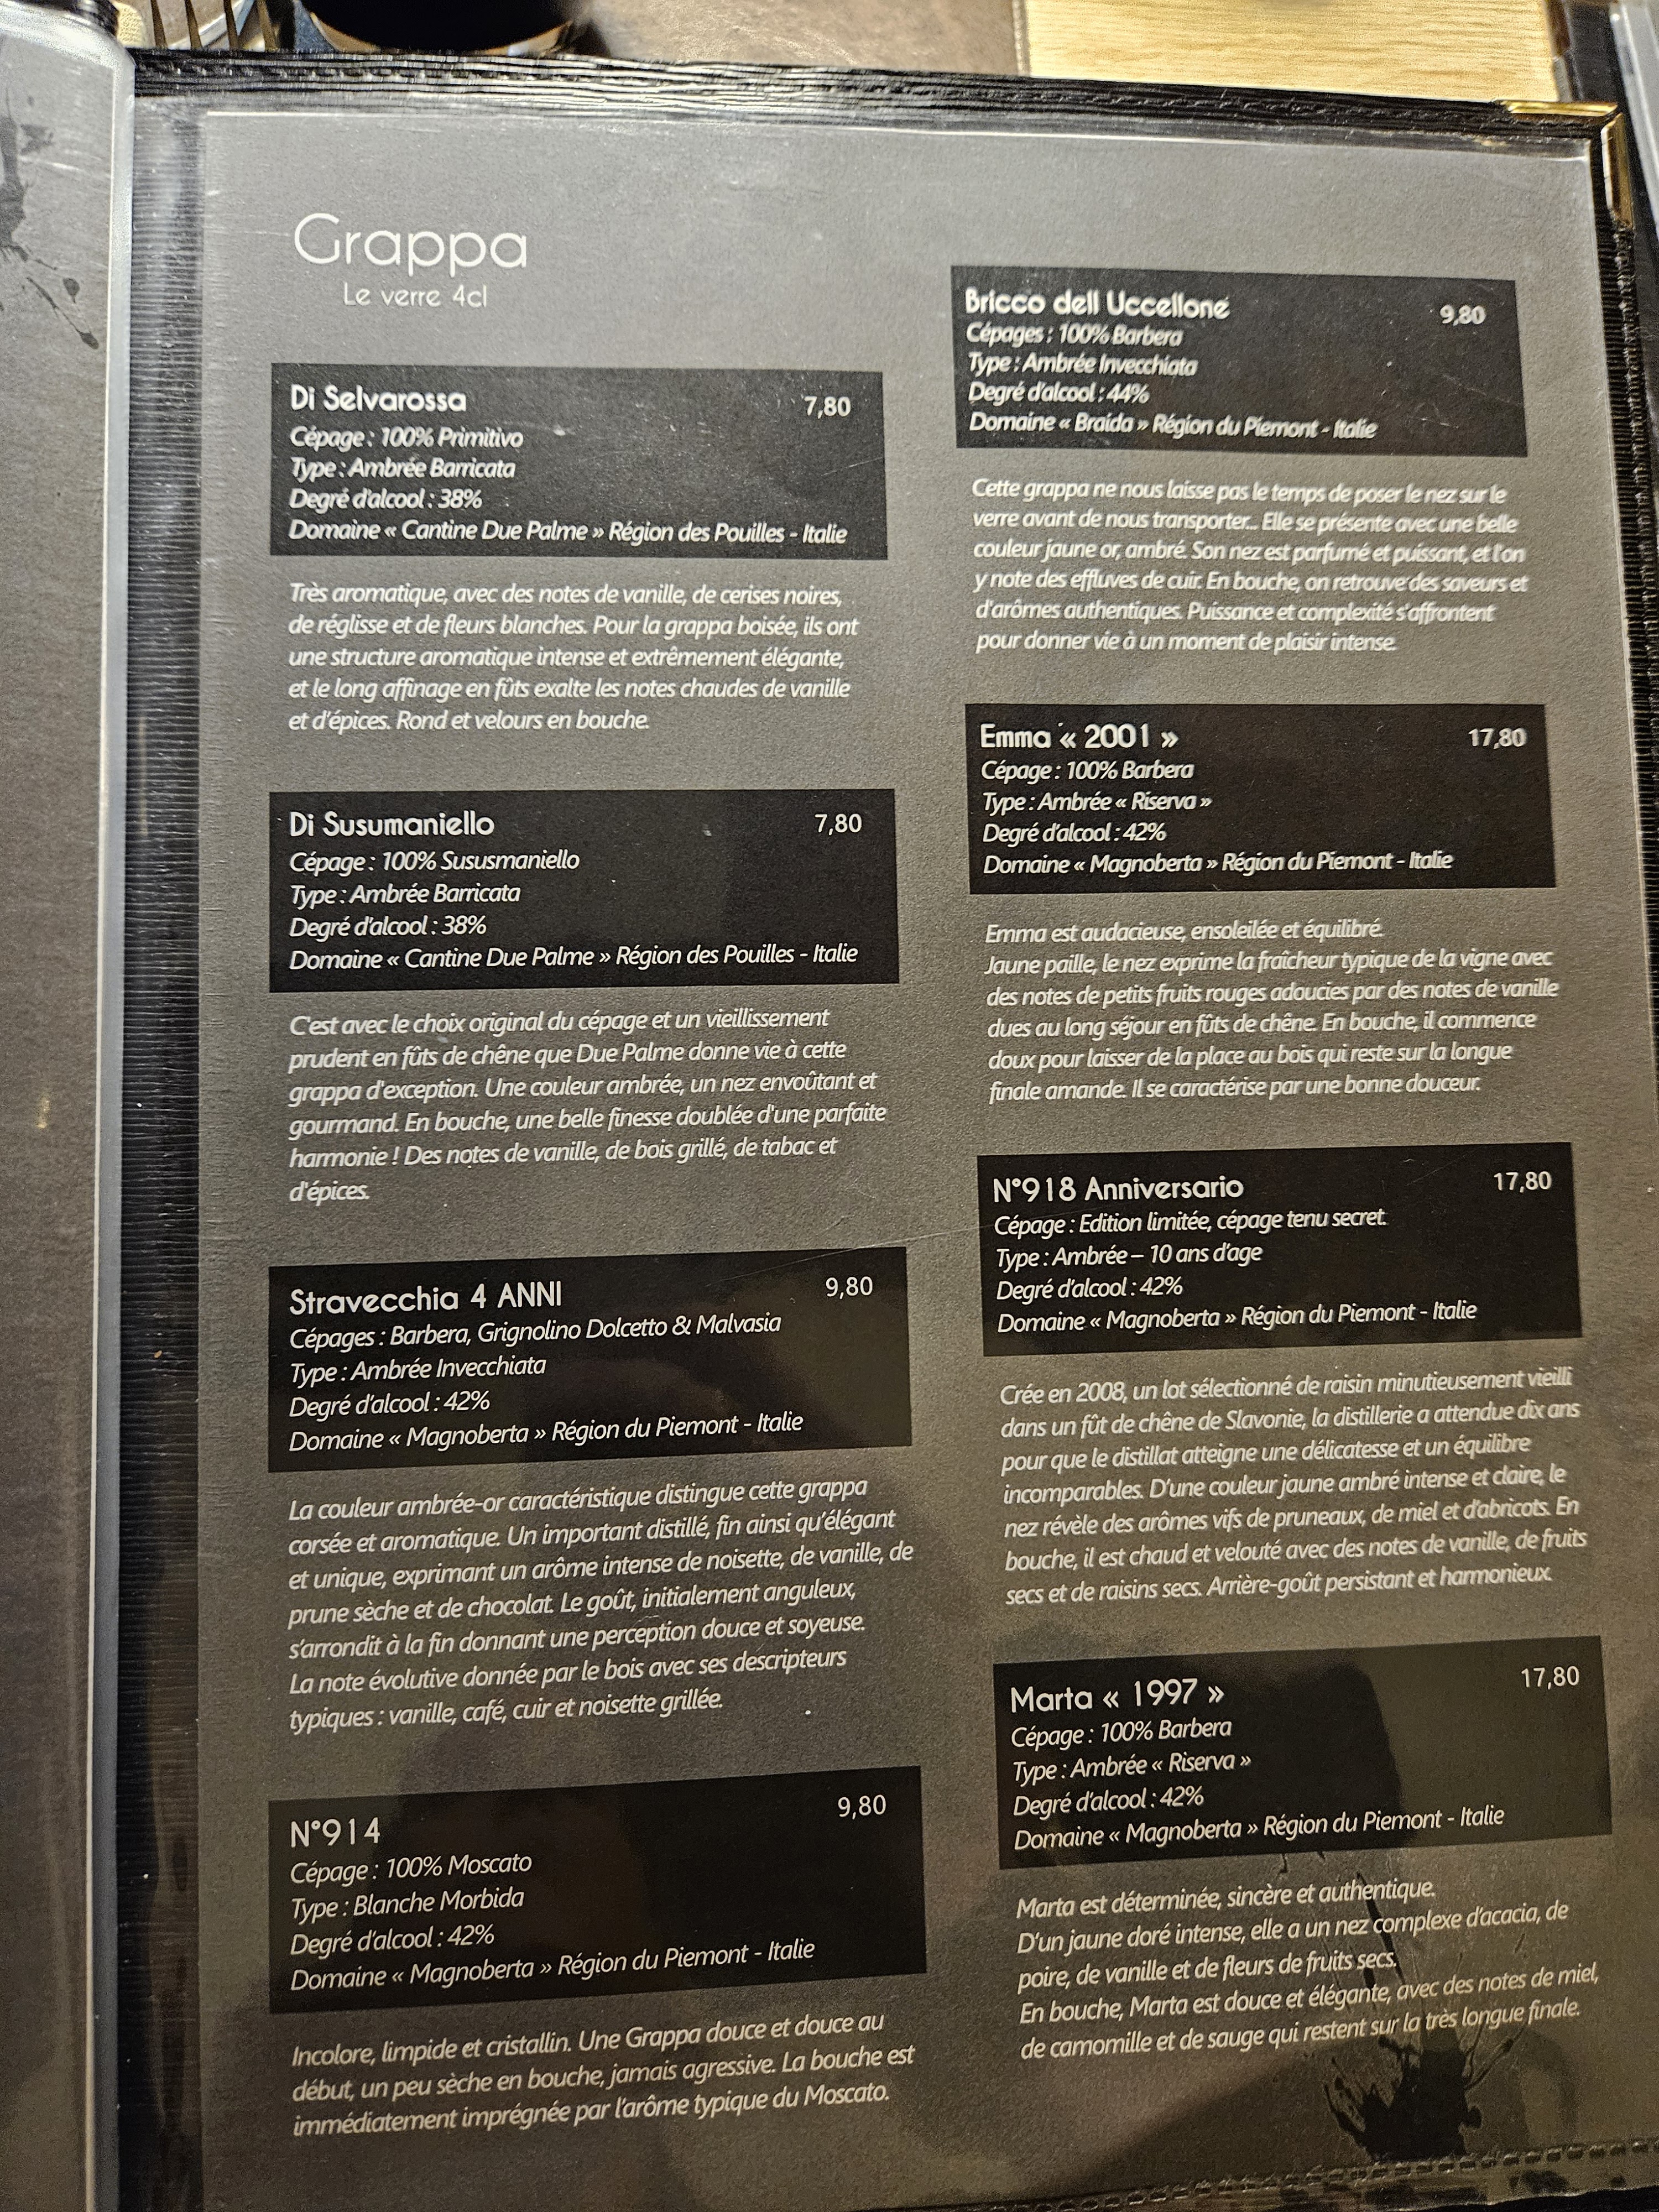 Grappa
Le verre 4cl
Di Selvarossa 7,80
Cépage : 100% Primitivo
Type : Ambrée Barricata
Degré d'alcool : 38%
Domaine « Cantine Due Palme » Région des Pouilles - Italie
Très aromatique, avec des notes de vanille, de cerises noires,
de réglisse et de fleurs blanches. Pour la grappa boisée, ils ont
une structure aromatique intense et extrêmement élégante,
et le long affinage en fûts exalte les notes chaudes de vanille
et d'épices. Rond et velours en bouche.
Di Susumaniello 7,80
Cépage : 100% Sususmaniello
Type : Ambrée Barricata
Degré d'alcool : 38%
Domaine « Cantine Due Palme » Région des Pouilles - Italie
C'est avec le choix original du cépage et un vieillissement
prudent en fûts de chêne que Due Palme donne vie à cette
grappa d'exception. Une couleur ambrée, un nez envoûtant et
gourmand. En bouche, une belle finesse doublée d'une parfaite
harmonie ! Des notes de vanille, de bois grillé, de tabac et
d'épices.
Stravecchia 4 ANNI 9,80
Cépages : Barbera, Grignolino Dolcetto & Malvasia
Type : Ambrée Invecchiata
Degré d'alcool : 42%
Domaine « Magnoberta » Région du Piemont - Italie
La couleur ambrée-or caractéristique distingue cette grappa
corsée et aromatique. Un important distillé, fin ainsi qu'élégant
et unique, exprimant un arôme intense de noisette, de vanille, de
prune sèche et de chocolat. Le goût, initialement anguleux,
s'arrondit à la fin donnant une perception douce et soyeuse.
La note évolutive donnée par le bois avec ses descripteurs
typiques : vanille, café, cuir et noisette grillée.
N°914 9,80
Cépage : 100% Moscato
Type : Blanche Morbida
Degré d'alcool : 42%
Domaine « Magnoberta » Région du Piemont - Italie
Incolore, limpide et cristallin. Une Grappa douce et douce au
début, un peu sèche en bouche, jamais agressive. La bouche est
immédiatement imprégnée par l'arôme typique du Moscato.
Bricco dell Uccellone 9,80
Cépages : 100% Barbera
Type : Ambrée Invecchiata
Degré d'alcool : 44%
Domaine « Braida » Région du Piemont - Italie
Cette grappa ne nous laisse pas le temps de poser le nez sur le
verre avant de nous transporter... Elle se présente avec une belle
couleur jaune or, ambré. Son nez est parfumé et puissant, et l'on
y note des effluves de cuir. En bouche, on retrouve des saveurs et
d'arômes authentiques. Puissance et complexité s'affrontent
pour donner vie à un moment de plaisir intense.
Emma « 2001 » 17,80
Cépage : 100% Barbera
Type : Ambrée « Riserva »
Degré d'alcool : 42%
Domaine « Magnoberta » Région du Piemont - Italie
Emma est audacieuse, ensoleilée et équilibré.
Jaune paille, le nez exprime la fraîcheur typique de la vigne avec
des notes de petits fruits rouges adoucies par des notes de vanille
dues au long séjour en fûts de chêne. En bouche, il commence
doux pour laisser de la place au bois qui reste sur la longue
finale amande. Il se caractérise par une bonne douceur.
N°918 Anniversario 17,80
Cépage : Edition limitée, cépage tenu secret.
Type : Ambrée – 10 ans d'age
Degré d'alcool : 42%
Domaine « Magnoberta » Région du Piemont - Italie
Crée en 2008, un lot sélectionné de raisin minutieusement vieilli
dans un fût de chêne de Slavonie, la distillerie a attendue dix ans
pour que le distillat atteigne une délicatesse et un équilibre
incomparables. D'une couleur jaune ambré intense et claire, le
nez révèle des arômes vifs de pruneaux, de miel et d'abricots. En
bouche, il est chaud et velouté avec des notes de vanille, de fruits
secs et de raisins secs. Arrière-goût persistant et harmonieux.
Marta « 1997 » 17,80
Cépage : 100% Barbera
Type : Ambrée « Riserva »
Degré d'alcool : 42%
Domaine « Magnoberta » Région du Piemont - Italie
Marta est déterminée, sincère et authentique.
D'un jaune doré intense, elle a un nez complexe d'acacia, de
poire, de vanille et de fleurs de fruits secs.
En bouche, Marta est douce et élégante, avec des notes de miel,
de camomille et de sauge qui restent sur la très longue finale.